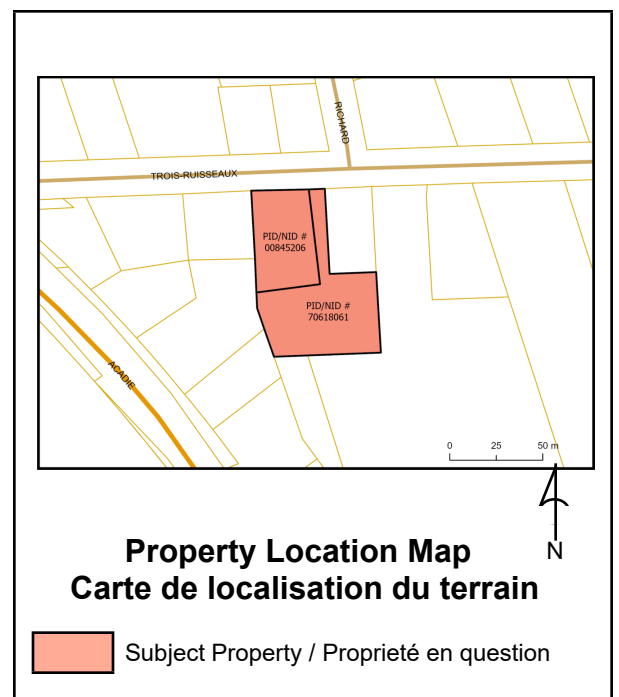 RICHARD
TROIS-RUISSEAUX
PID/NID #
00845206
PID/NID #
70618061
ACADIE
0 25 50 m
N
Property Location Map
Carte de localisation du terrain
Subject Property / Proprieté en question